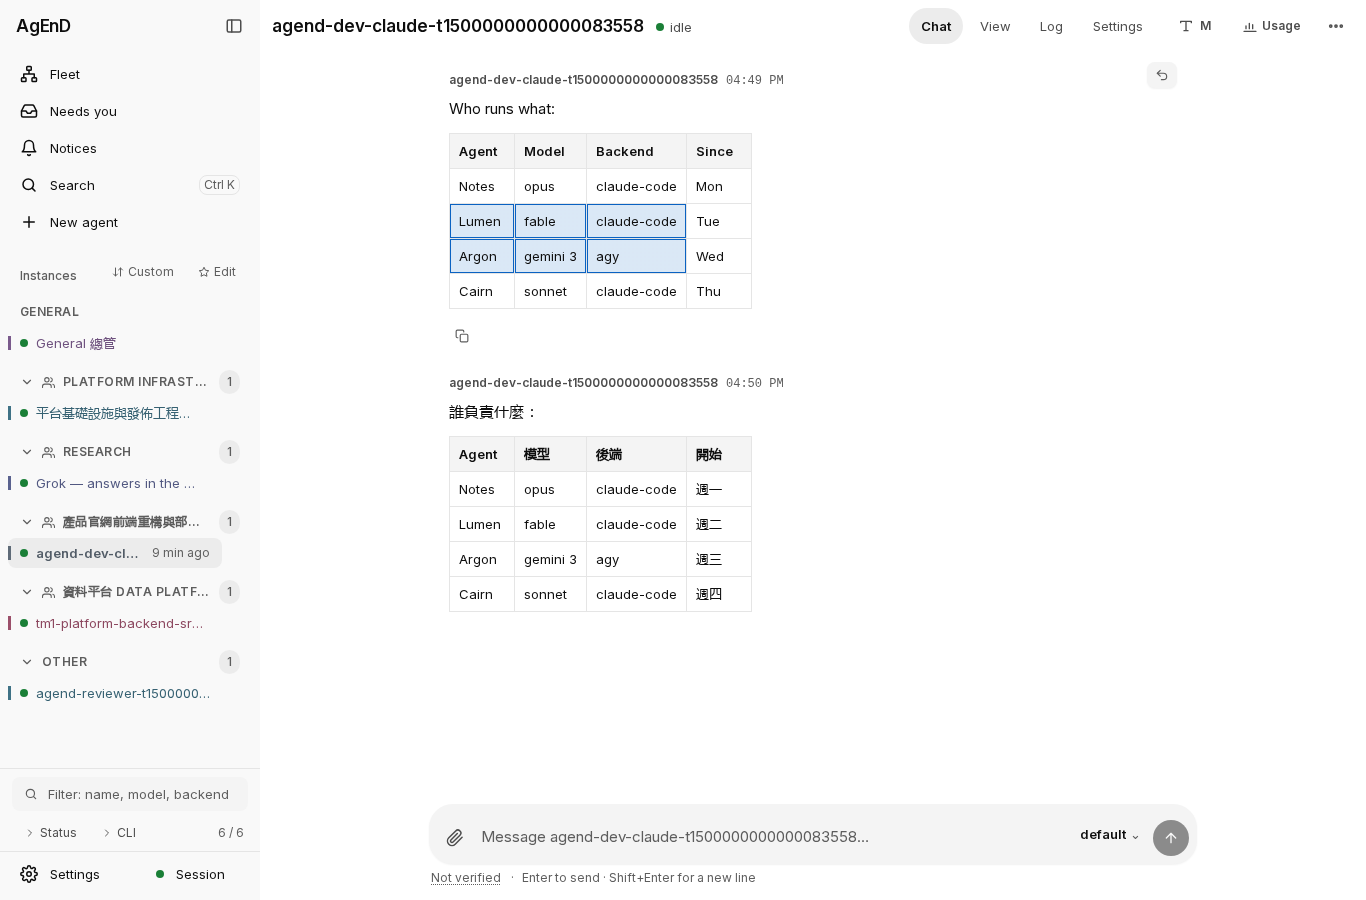 AgEnD
Fleet
Needs you
Notices
Search Ctrl K
New agent
Instances Custom Edit
GENERAL
General 總管
PLATFORM INFRAST... 1
平台基礎設施與發佈工程...
RESEARCH 1
Grok — answers in the ...
產品官網前端重構與部... 1
agend-dev-cl... 9 min ago
資料平台 DATA PLATF... 1
tm1-platform-backend-sr...
OTHER 1
agend-reviewer-t1500000...
Filter: name, model, backend
Status CLI 6 / 6
Settings Session
agend-dev-claude-t1500000000000083558 idle
Chat View Log Settings M Usage
agend-dev-claude-t1500000000000083558 04:49 PM
Who runs what:
Agent Model Backend Since
Notes opus claude-code Mon
Lumen fable claude-code Tue
Argon gemini 3 agy Wed
Cairn sonnet claude-code Thu
agend-dev-claude-t1500000000000083558 04:50 PM
誰負責什麼：
Agent 模型 後端 開始
Notes opus claude-code 週一
Lumen fable claude-code 週二
Argon gemini 3 agy 週三
Cairn sonnet claude-code 週四
Message agend-dev-claude-t1500000000000083558... default
Not verified · Enter to send · Shift+Enter for a new line